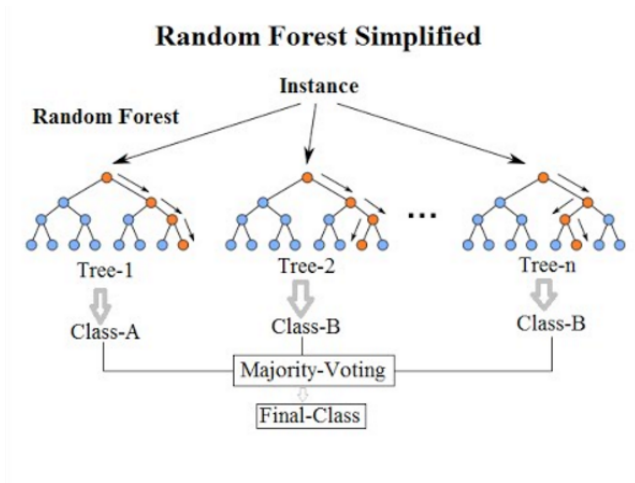 Random Forest Simplified
Instance
Random Forest
...
Tree-1
Tree-2
Tree-n
Class-A
Class-B
Class-B
Majority-Voting
Final-Class